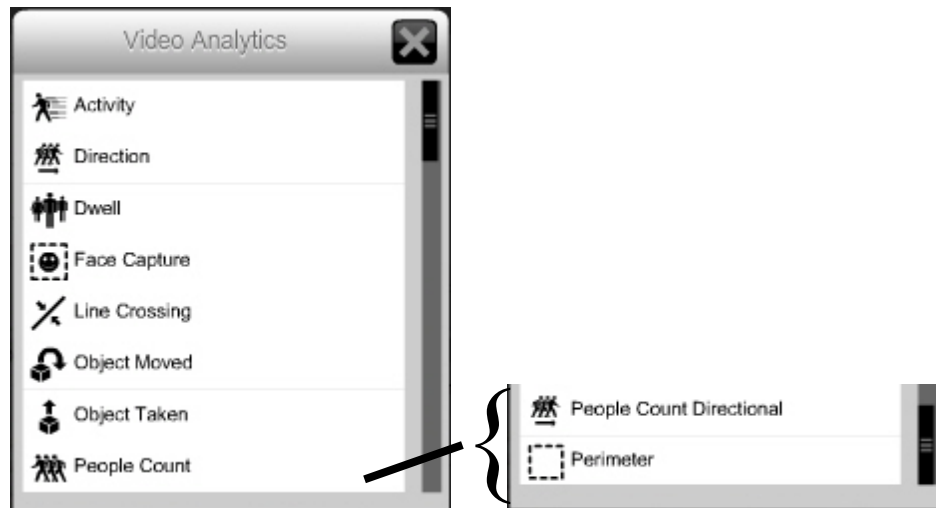 Video Analytics
Activity
Direction
Dwell
Face Capture
Line Crossing
Object Moved
Object Taken
People Count
People Count Directional
Perimeter